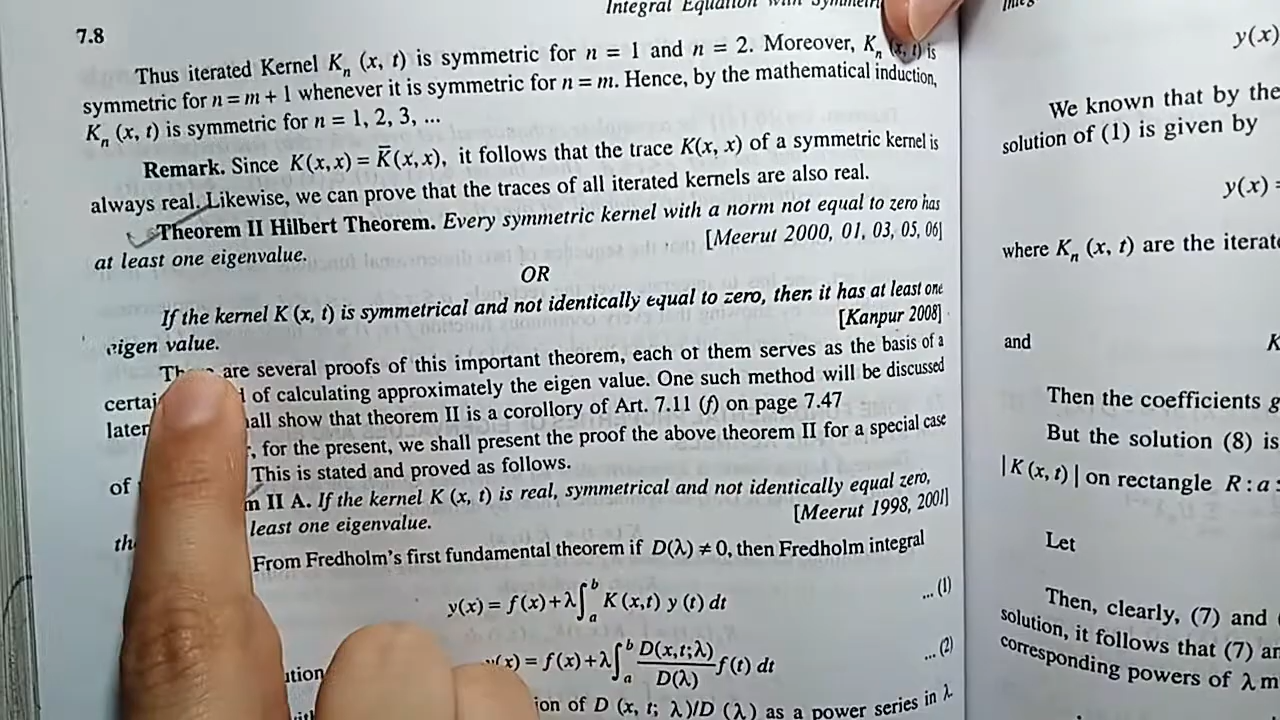 Integral Equation with Symmetri
7.8
Thus iterated Kernel Kₙ (x, t) is symmetric for n = 1 and n = 2. Moreover, Kₙ (x, t) is
symmetric for n = m + 1 whenever it is symmetric for n = m. Hence, by the mathematical induction,
Kₙ (x, t) is symmetric for n = 1, 2, 3, ...
Remark. Since K(x,x) = K̅(x,x), it follows that the trace K(x, x) of a symmetric kernel is
always real. Likewise, we can prove that the traces of all iterated kernels are also real.
Theorem II Hilbert Theorem. Every symmetric kernel with a norm not equal to zero has
at least one eigenvalue. [Meerut 2000, 01, 03, 05, 06]
OR
If the kernel K (x, t) is symmetrical and not identically equal to zero, then it has at least one
eigen value. [Kanpur 2008]
are several proofs of this important theorem, each of them serves as the basis of a
certai of calculating approximately the eigen value. One such method will be discussed
later all show that theorem II is a corollory of Art. 7.11 (f) on page 7.47
, for the present, we shall present the proof the above theorem II for a special case
of This is stated and proved as follows.
m II A. If the kernel K (x, t) is real, symmetrical and not identically equal zero,
the least one eigenvalue. [Meerut 1998, 2001]
From Fredholm's first fundamental theorem if D(λ) ≠ 0, then Fredholm integral
y(x) = f(x) + λ∫ₐᵇ K (x,t) y (t) dt ... (1)
y(x) = f(x) + λ∫ₐᵇ D(x,t;λ)/D(λ) f(t) dt ... (2)
ution
ion of D (x, t; λ)/D (λ) as a power series in λ.
y(x)
We known that by the
solution of (1) is given by
y(x) =
where Kₙ (x, t) are the iterate
and K
Then the coefficients g
But the solution (8) is
|K (x, t)| on rectangle R : a
Let
Then, clearly, (7) and (
solution, it follows that (7) an
corresponding powers of λ m